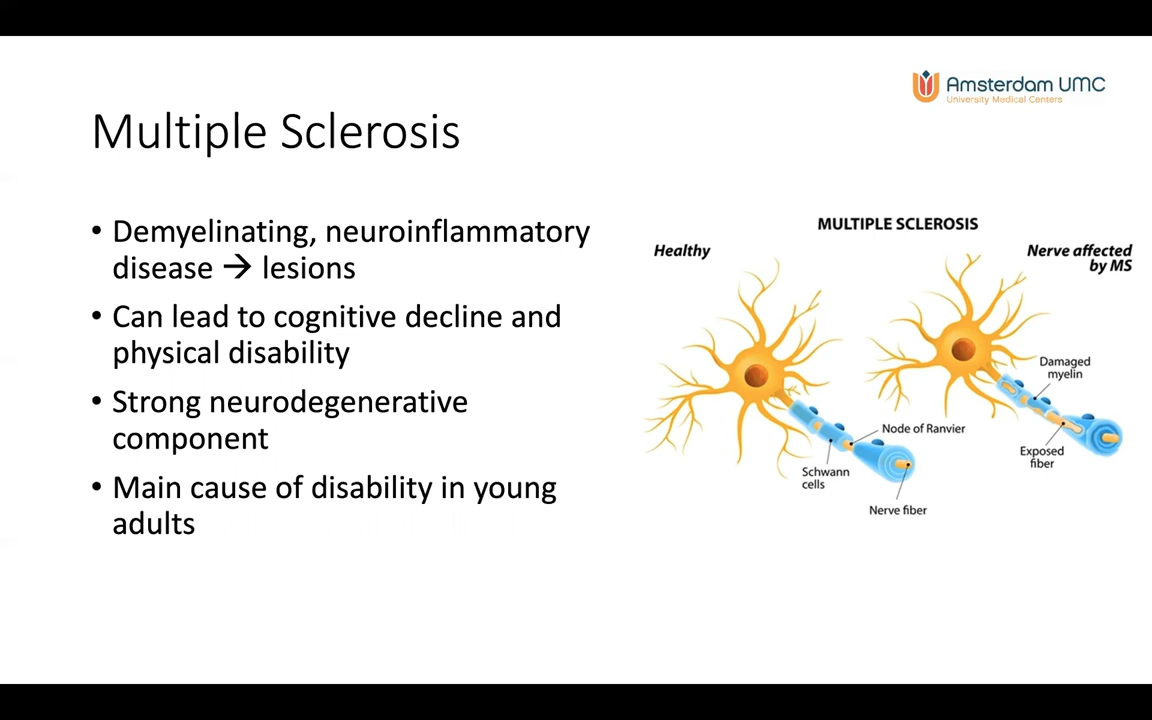 Amsterdam UMC
University Medical Centers
Multiple Sclerosis
• Demyelinating, neuroinflammatory
disease → lesions
• Can lead to cognitive decline and
physical disability
• Strong neurodegenerative
component
• Main cause of disability in young
adults
MULTIPLE SCLEROSIS
Healthy
Nerve affected
by MS
Damaged
myelin
Node of Ranvier
Exposed
fiber
Schwann
cells
Nerve fiber